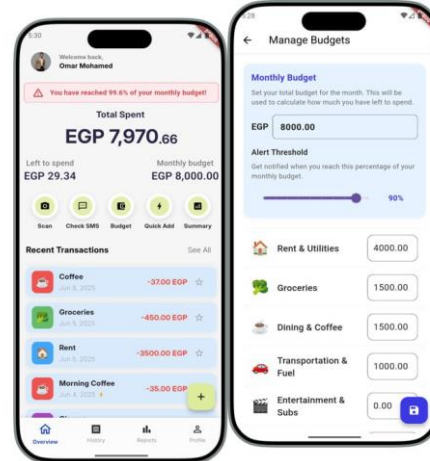 5:30
Welcome back,
Omar Mohamed
You have reached 99.6% of your monthly budget!
Total Spent
EGP 7,970.66
Left to spend
Monthly budget
EGP 29.34
EGP 8,000.00
Scan
Check SMS
Budget
Quick Add
Summary
Recent Transactions
See All
Coffee
-37.00 EGP
Jun 8, 2025
Groceries
-450.00 EGP
Jun 5, 2025
Rent
-3500.00 EGP
Jun 5, 2025
Morning Coffee
-35.00 EGP
Jun 4, 2025
+
Overview
History
Reports
Profile
5:28
← Manage Budgets
Monthly Budget
Set your total budget for the month. This will be
used to calculate how much you have left to spend.
EGP 8000.00
Alert Threshold
Get notified when you reach this percentage of your
monthly budget.
90%
Rent & Utilities 4000.00
Groceries 1500.00
Dining & Coffee 1500.00
Transportation &
Fuel 1000.00
Entertainment &
Subs 0.00